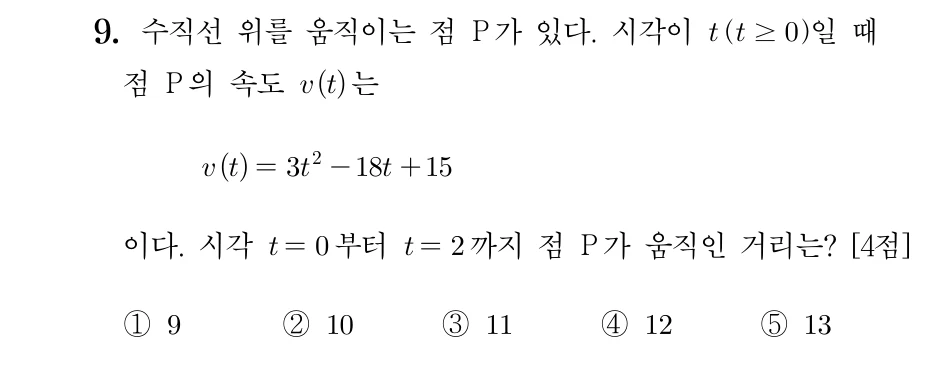 9. 수직선 위를 움직이는 점 P가 있다. 시각이 t(t ≥ 0)일 때
점 P의 속도 v(t)는
v(t) = 3t² − 18t + 15
이다. 시각 t = 0부터 t = 2까지 점 P가 움직인 거리는? [4점]
① 9 ② 10 ③ 11 ④ 12 ⑤ 13